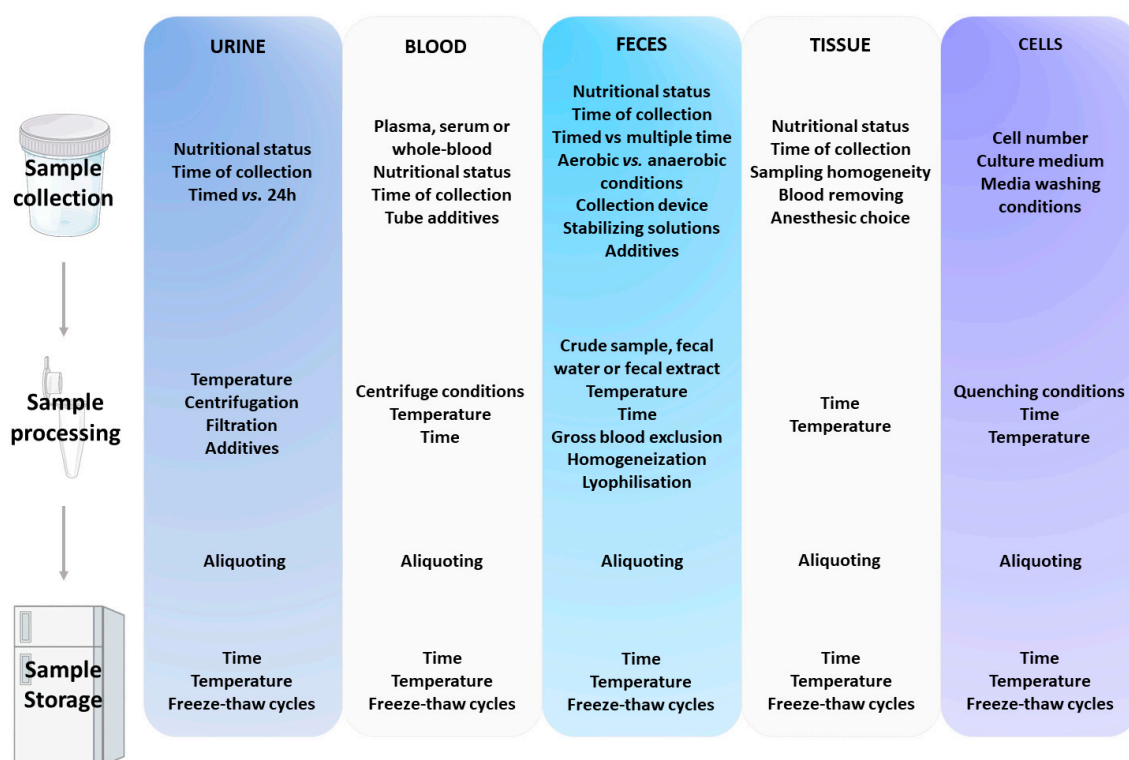 URINE
BLOOD
FECES
TISSUE
CELLS
Sample
collection
Nutritional status
Time of collection
Timed vs. 24h
Plasma, serum or
whole-blood
Nutritional status
Time of collection
Tube additives
Nutritional status
Time of collection
Timed vs multiple time
Aerobic vs. anaerobic
conditions
Collection device
Stabilizing solutions
Additives
Nutritional status
Time of collection
Sampling homogeneity
Blood removing
Anesthesic choice
Cell number
Culture medium
Media washing
conditions
Sample
processing
Temperature
Centrifugation
Filtration
Additives
Centrifuge conditions
Temperature
Time
Crude sample, fecal
water or fecal extract
Temperature
Time
Gross blood exclusion
Homogeneization
Lyophilisation
Time
Temperature
Quenching conditions
Time
Temperature
Aliquoting
Aliquoting
Aliquoting
Aliquoting
Aliquoting
Sample
Storage
Time
Temperature
Freeze-thaw cycles
Time
Temperature
Freeze-thaw cycles
Time
Temperature
Freeze-thaw cycles
Time
Temperature
Freeze-thaw cycles
Time
Temperature
Freeze-thaw cycles